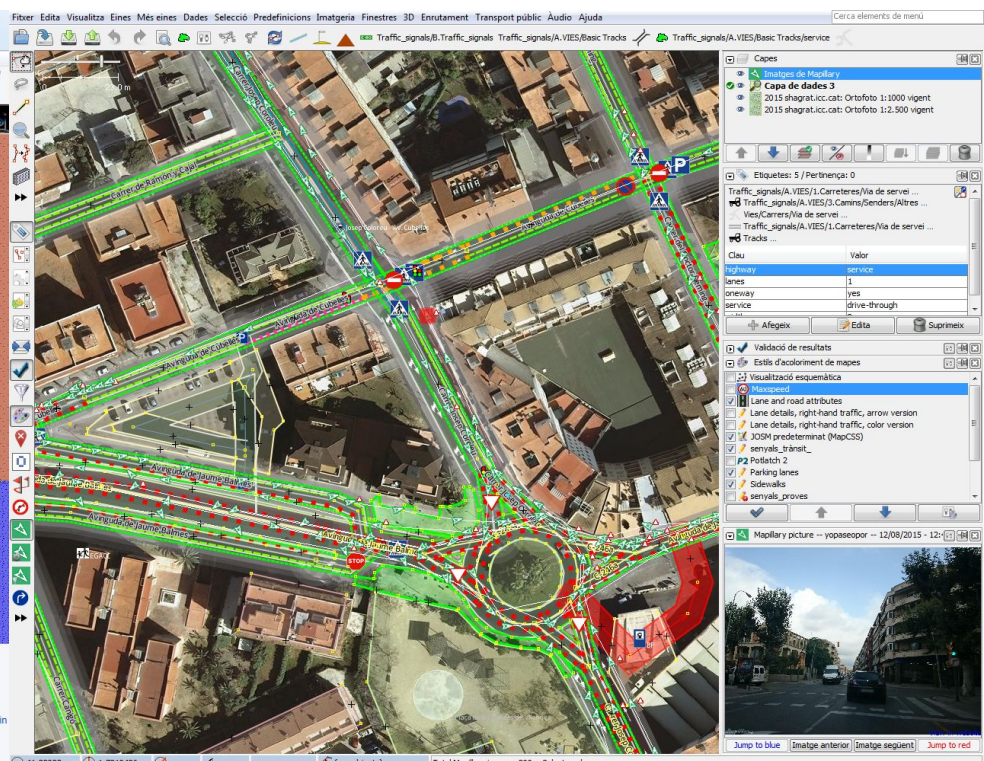 Fitxer Edita Visualitza Eines Més eines Dades Selecció Predefinicions Imatgeria Finestres 3D Enrutament Transport públic Àudio Ajuda
Cerca elements de menú
Traffic_signals/B.Traffic_signals Traffic_signals/A.VIES/Basic Tracks Traffic_signals/A.VIES/Basic Tracks/service
Capes
Imatges de Mapillary
Capa de dades 3
2015 shagrat.icc.cat: Ortofoto 1:1000 vigent
2015 shagrat.icc.cat: Ortofoto 1:2.500 vigent
Etiquetes: 5 / Pertinença: 0
Traffic_signals/A.VIES/1.Carreteres/Via de servei ...
Traffic_signals/A.VIES/3.Camins/Senders/Altres ...
Vies/Carrers/Via de servei ...
Traffic_signals/A.VIES/1.Carreteres/Via de servei ...
Tracks ...
Clau Valor
highway service
lanes 1
oneway yes
service drive-through
Afegeix Edita Suprimeix
Validació de resultats
Estils d'acoloriment de mapes
Visualització esquemàtica
Maxspeed
Lane and road attributes
Lane details, right-hand traffic, arrow version
Lane details, right-hand traffic, color version
JOSM predeterminat (MapCSS)
senyals_trànsit_
P2 Potlatch 2
Parking lanes
Sidewalks
senyals_proves
Mapillary picture -- yopaseopor -- 12/08/2015 - 12:
Jump to blue Imatge anterior Imatge següent Jump to red
Carrer de Ramón y Cajal
Avinguda de Cubelles
P
Avinguda de Cubelles
Avinguda de Cubelles
Avinguda de Jaume Balmes
Avinguda de Jaume Balmes
STOP
C-246a